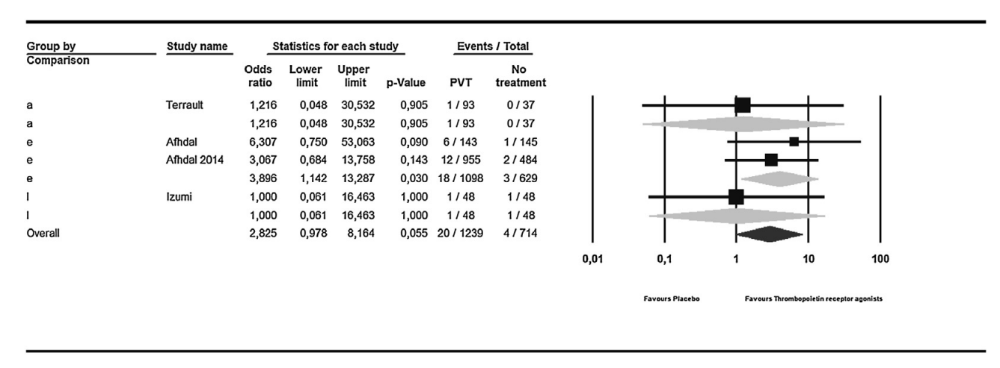 Group by Study name Statistics for each study Events / Total
Comparison
Odds Lower Upper No
ratio limit limit p-Value PVT treatment
a Terrault 1,216 0,048 30,532 0,905 1 / 93 0 / 37
a 1,216 0,048 30,532 0,905 1 / 93 0 / 37
e Afhdal 6,307 0,750 53,063 0,090 6 / 143 1 / 145
e Afhdal 2014 3,067 0,684 13,758 0,143 12 / 955 2 / 484
e 3,896 1,142 13,287 0,030 18 / 1098 3 / 629
l Izumi 1,000 0,061 16,463 1,000 1 / 48 1 / 48
l 1,000 0,061 16,463 1,000 1 / 48 1 / 48
Overall 2,825 0,978 8,164 0,055 20 / 1239 4 / 714
0,01 0,1 1 10 100
Favours Placebo Favours Thrombopoietin receptor agonists